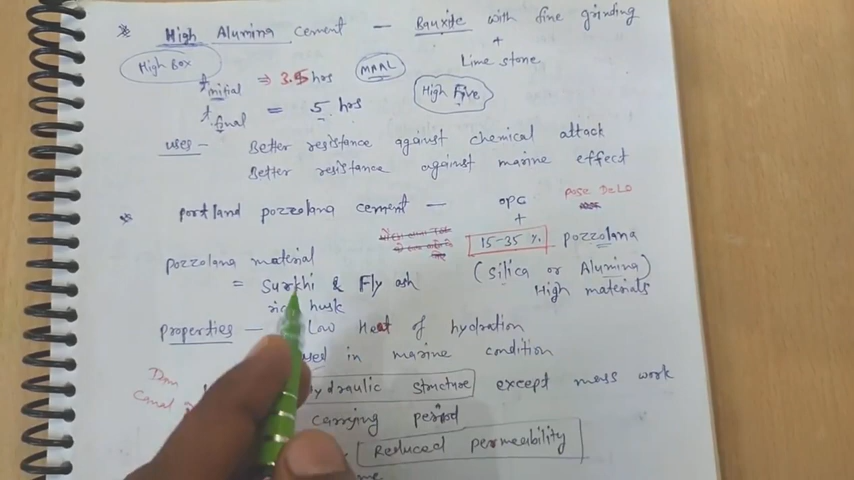 * High Alumina cement — Bauxite with fine grinding
+
High Box
MAAL
Lime stone
t initial ⇒ 3.5 hrs
High Five
t final = 5 hrs
uses - Better resistance against chemical attack
Better resistance against marine effect
* Portland pozzolana cement — OPC
pose DeLO
+
15-35 %. pozzolana
pozzolana material
(Silica or Alumina)
= Surkhi & Fly ash
High materials
husk
properties — Low Heat of hydration
used in marine condition
Dam
hydraulic structure except mass work
canal
carrying period
Reduced permeability